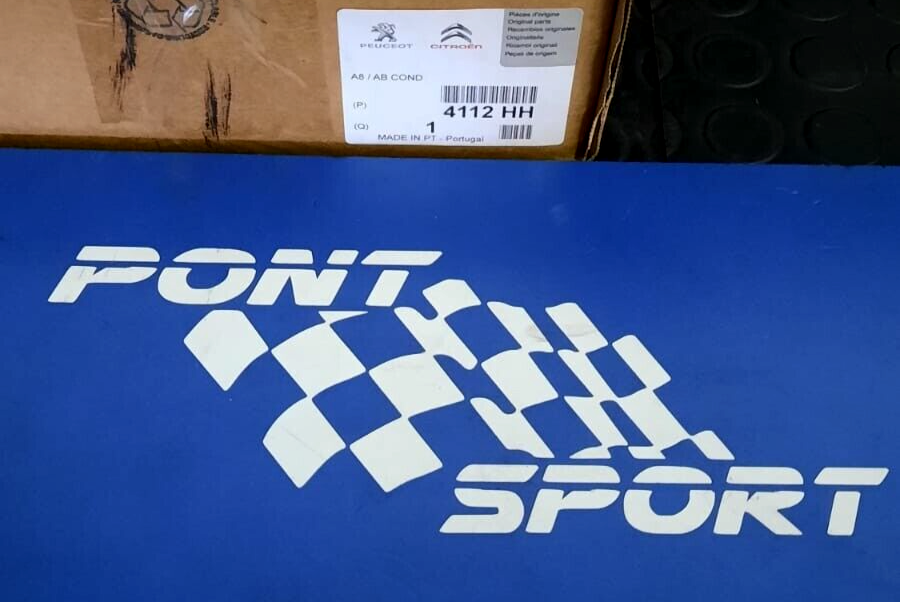 PEUGEOT
CITROËN
Pièces d'origine
Original parts
Recambios originales
Originalteile
Ricambi originali
Peças de origem
A8 / AB COND
(P)
4112 HH
(Q)
1
MADE IN PT - Portugal
PONT
SPORT